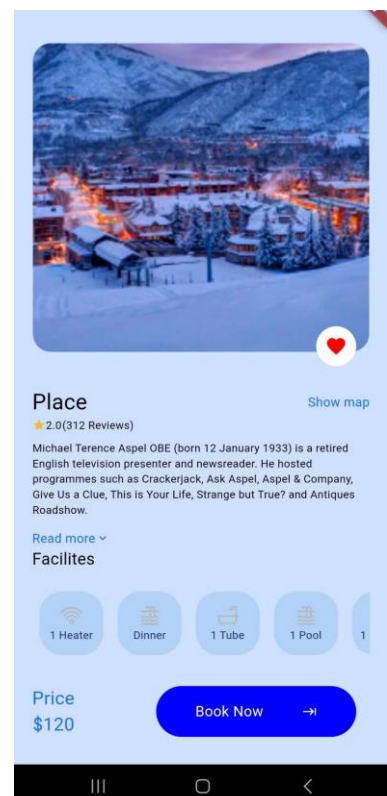 Place
Show map
2.0(312 Reviews)
Michael Terence Aspel OBE (born 12 January 1933) is a retired
English television presenter and newsreader. He hosted
programmes such as Crackerjack, Ask Aspel, Aspel & Company,
Give Us a Clue, This is Your Life, Strange but True? and Antiques
Roadshow.
Read more
Facilites
1 Heater
Dinner
1 Tube
1 Pool
1
Price
$120
Book Now